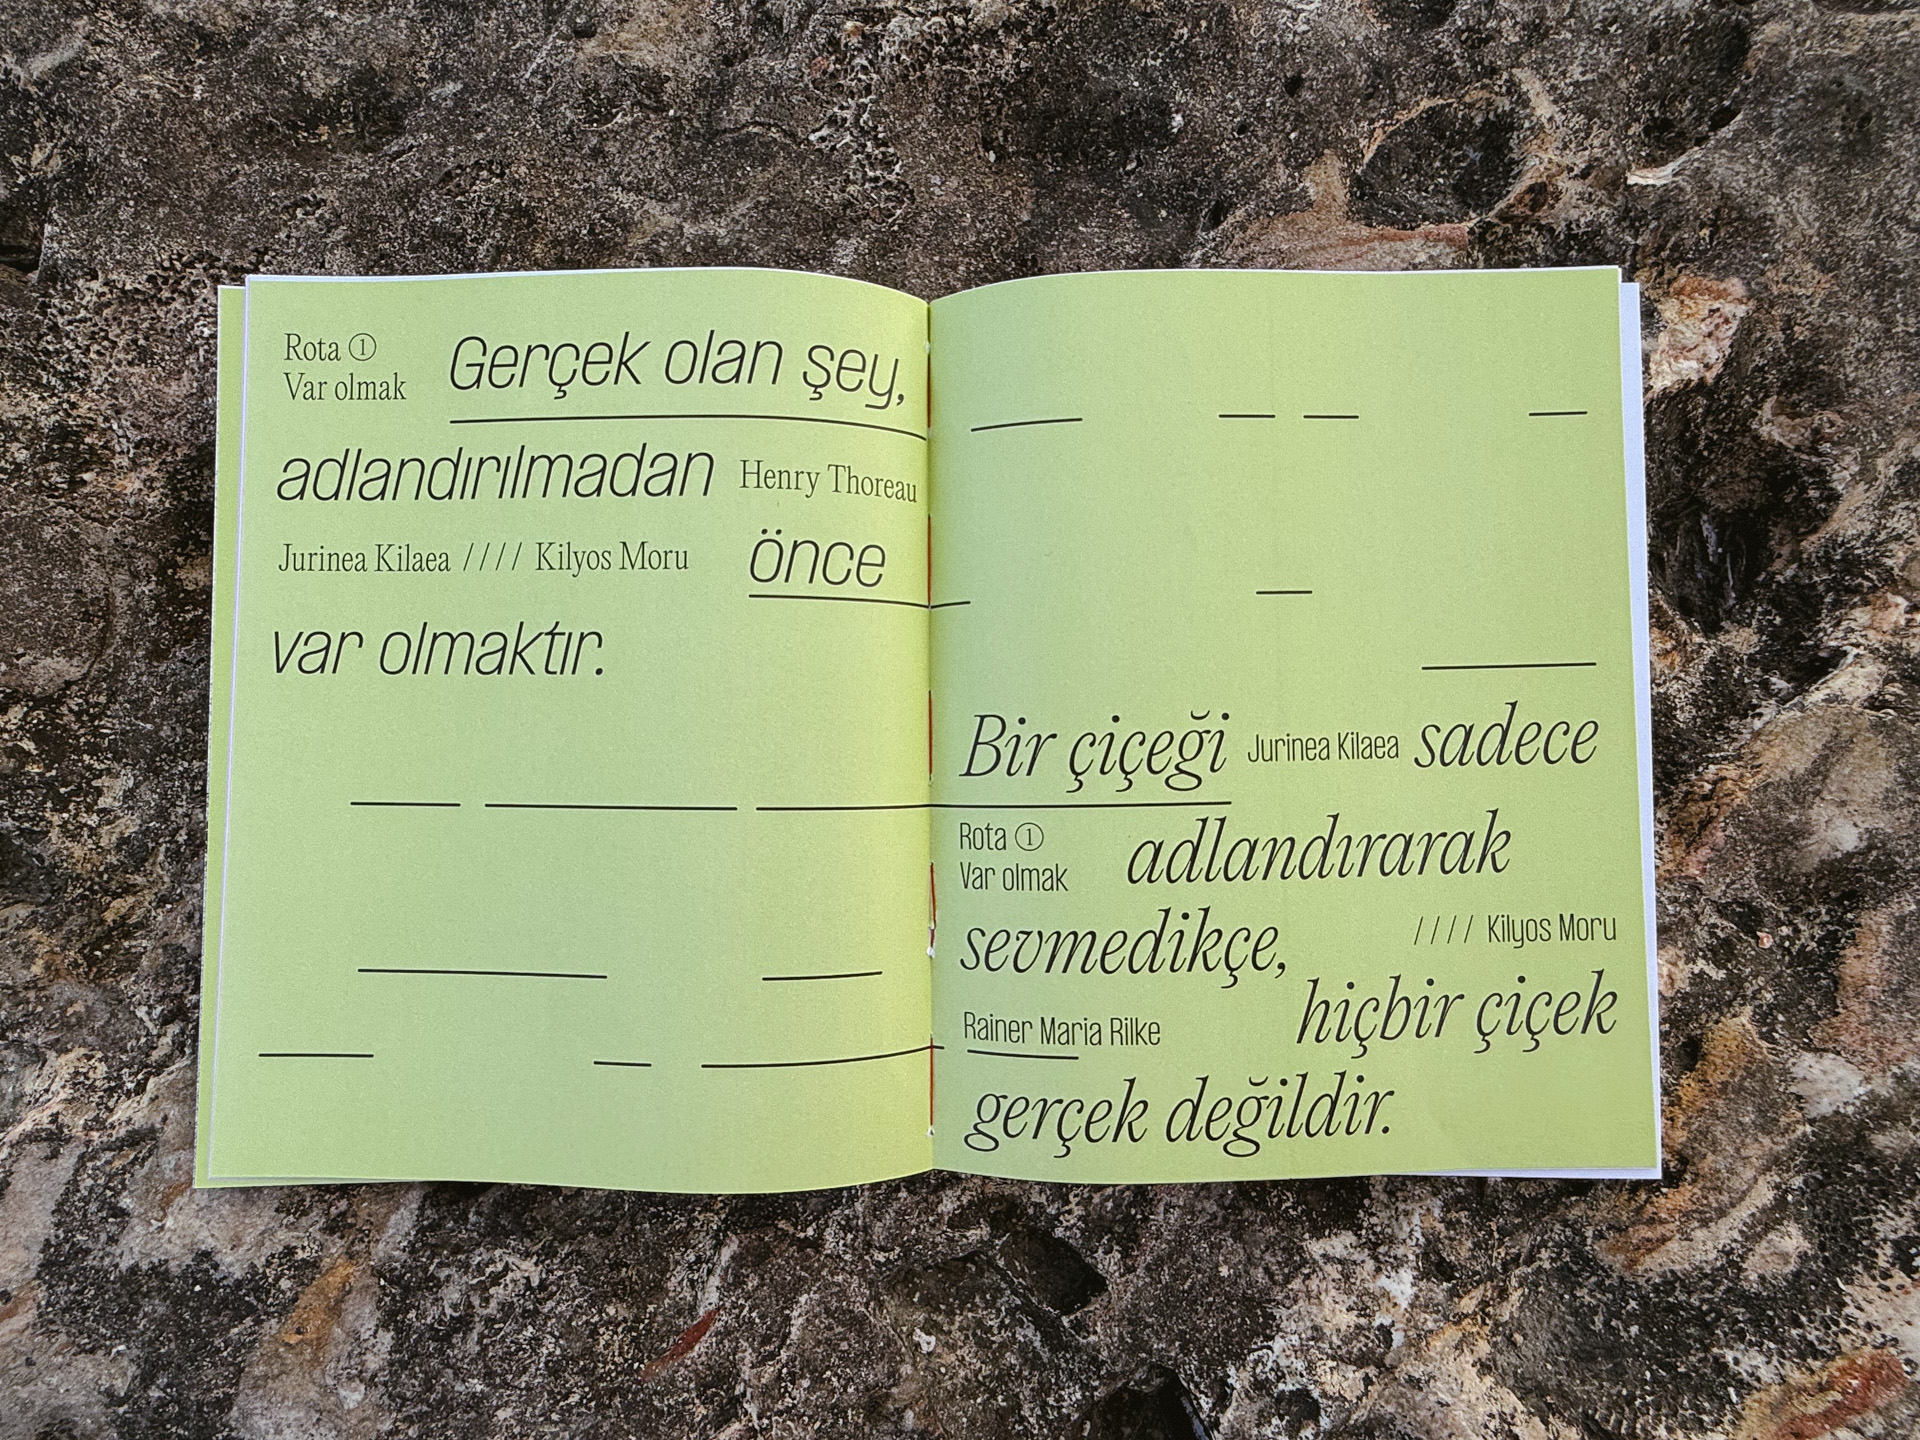 Rota ① Gerçek olan şey,
Var olmak
adlandırılmadan Henry Thoreau
Jurinea Kilaea //// Kilyos Moru önce
var olmaktır.
Bir çiçeği Jurinea Kilaea sadece
Rota ① adlandırarak
Var olmak
sevmedikçe, //// Kilyos Moru
Rainer Maria Rilke hiçbir çiçek
gerçek değildir.